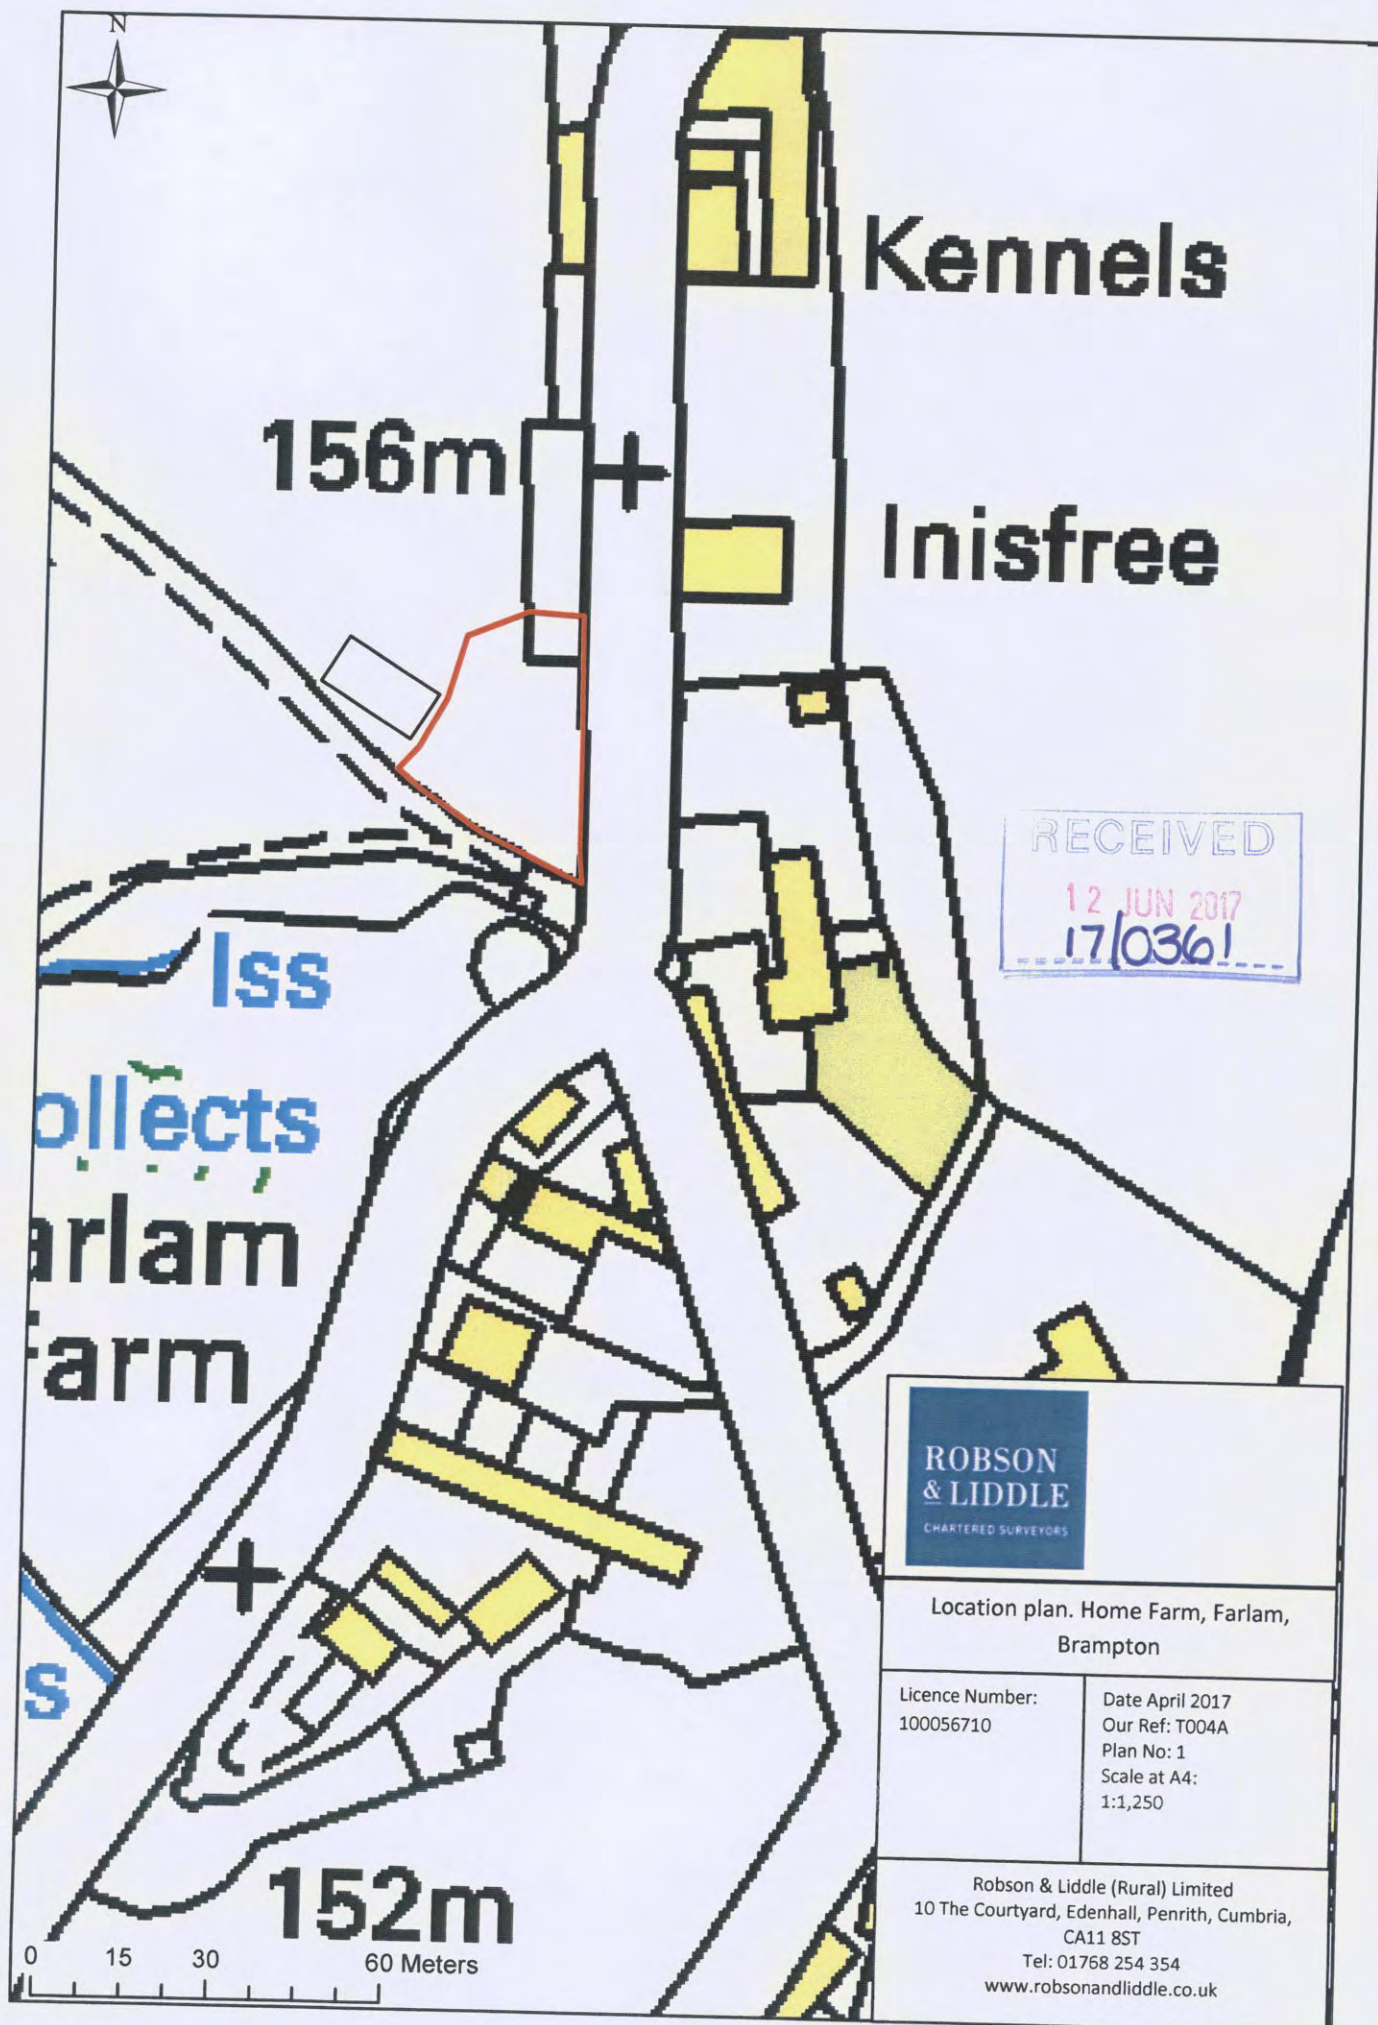 N
Kennels
156m
Inisfree
RECEIVED
12 JUN 2017
17/0361
Iss
ollects
arlam
farm
s
152m
0 15 30 60 Meters
ROBSON
& LIDDLE
CHARTERED SURVEYORS
Location plan. Home Farm, Farlam,
Brampton
Licence Number:
100056710
Date April 2017
Our Ref: T004A
Plan No: 1
Scale at A4:
1:1,250
Robson & Liddle (Rural) Limited
10 The Courtyard, Edenhall, Penrith, Cumbria,
CA11 8ST
Tel: 01768 254 354
www.robsonandliddle.co.uk